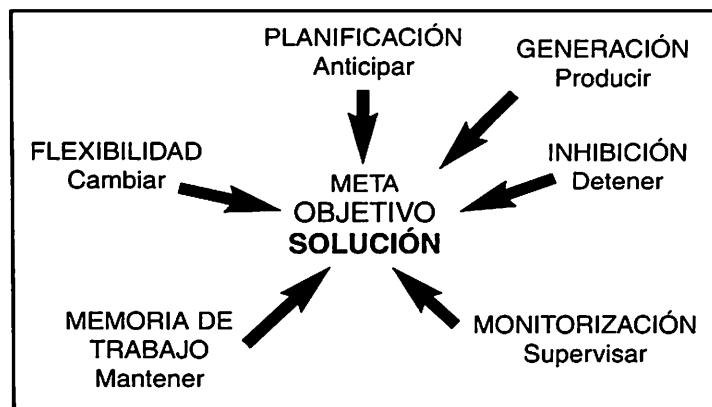 PLANIFICACIÓN
Anticipar
GENERACIÓN
Producir
FLEXIBILIDAD
Cambiar
INHIBICIÓN
Detener
META
OBJETIVO
SOLUCIÓN
MEMORIA DE
TRABAJO
Mantener
MONITORIZACIÓN
Supervisar